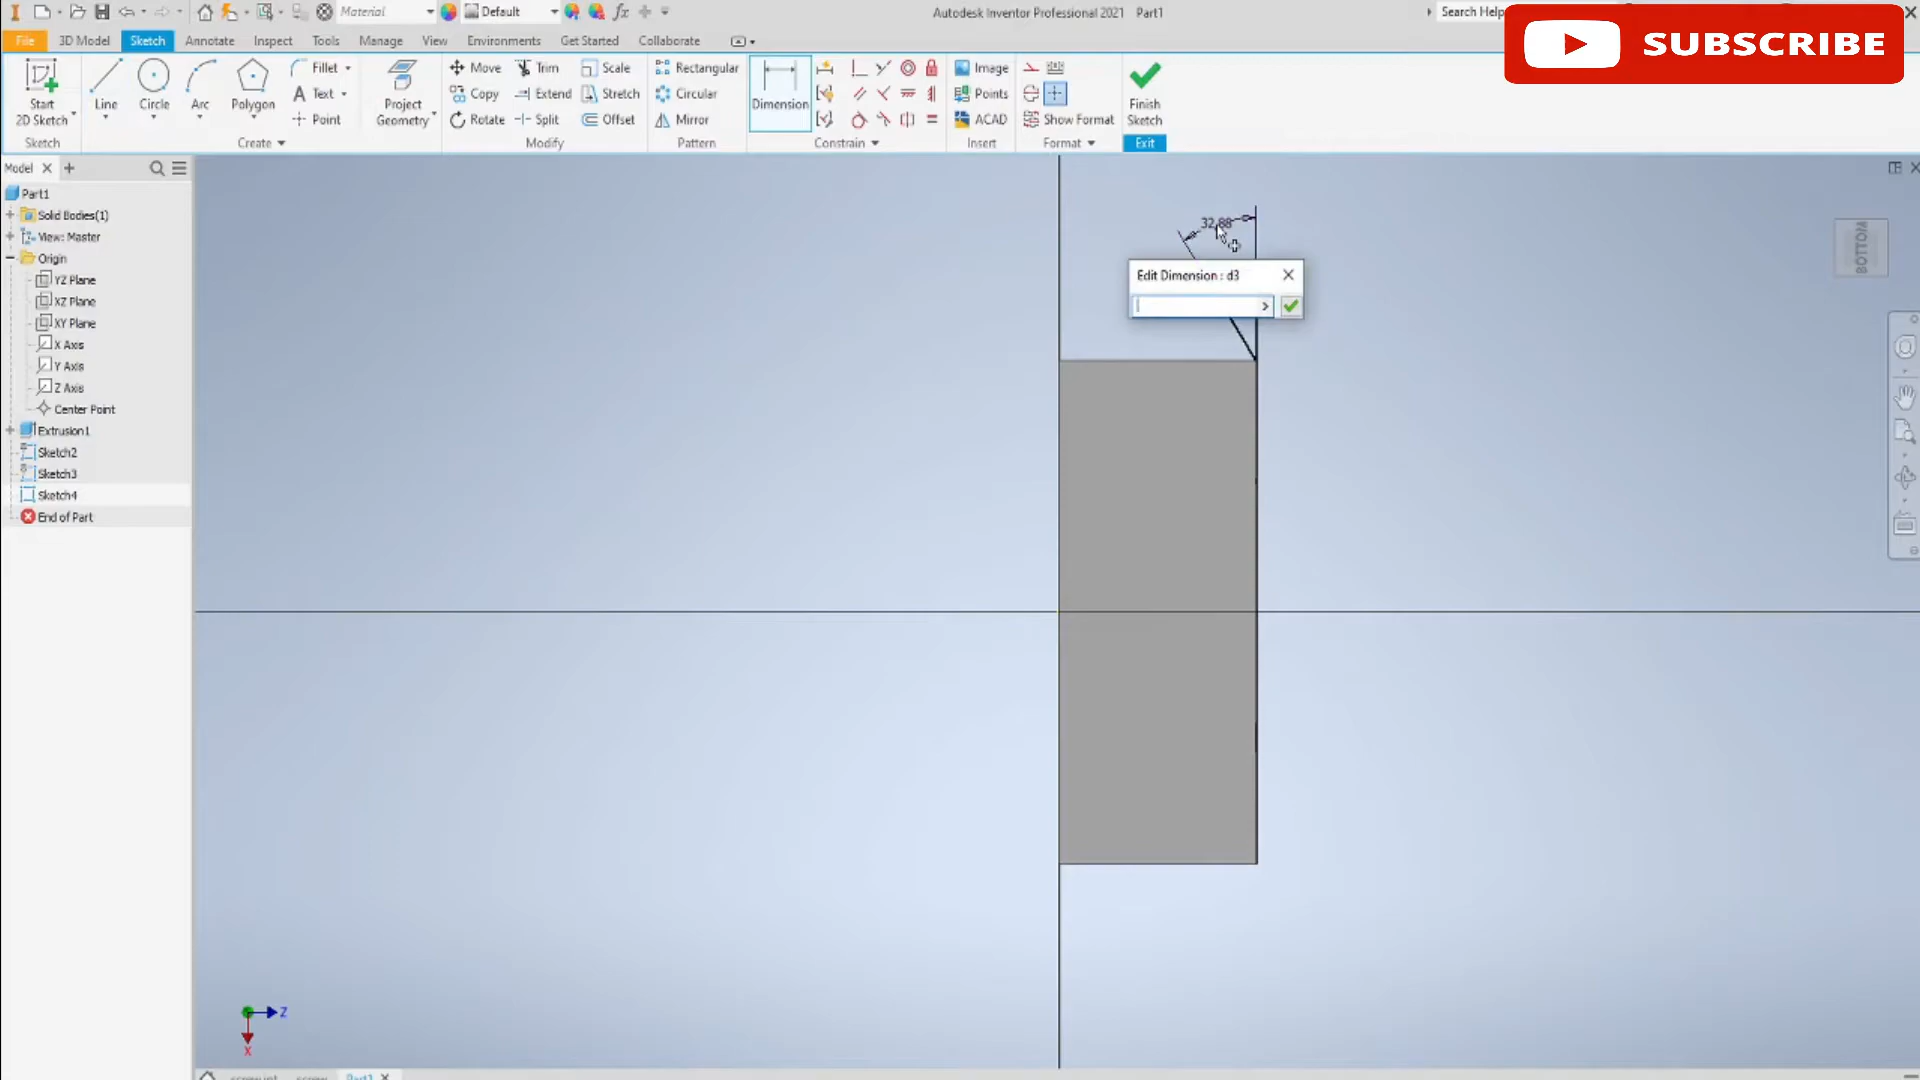 Material
Default
Autodesk Inventor Professional 2021 Part1
Search Help
SUBSCRIBE
File
3D Model
Sketch
Annotate
Inspect
Tools
Manage
View
Environments
Get Started
Collaborate
Start
2D Sketch
Line
Circle
Arc
Polygon
Fillet
Text
Point
Project
Geometry
Move
Copy
Rotate
Trim
Extend
Split
Scale
Stretch
Offset
Rectangular
Circular
Mirror
Dimension
Image
Points
ACAD
Show Format
Finish
Sketch
Sketch
Create
Modify
Pattern
Constrain
Insert
Format
Exit
Model
Part1
Solid Bodies(1)
View: Master
Origin
YZ Plane
XZ Plane
XY Plane
X Axis
Y Axis
Z Axis
Center Point
Extrusion1
Sketch2
Sketch3
Sketch4
End of Part
32,88
Edit Dimension : d3
BOTTOM
Z
X
Part1